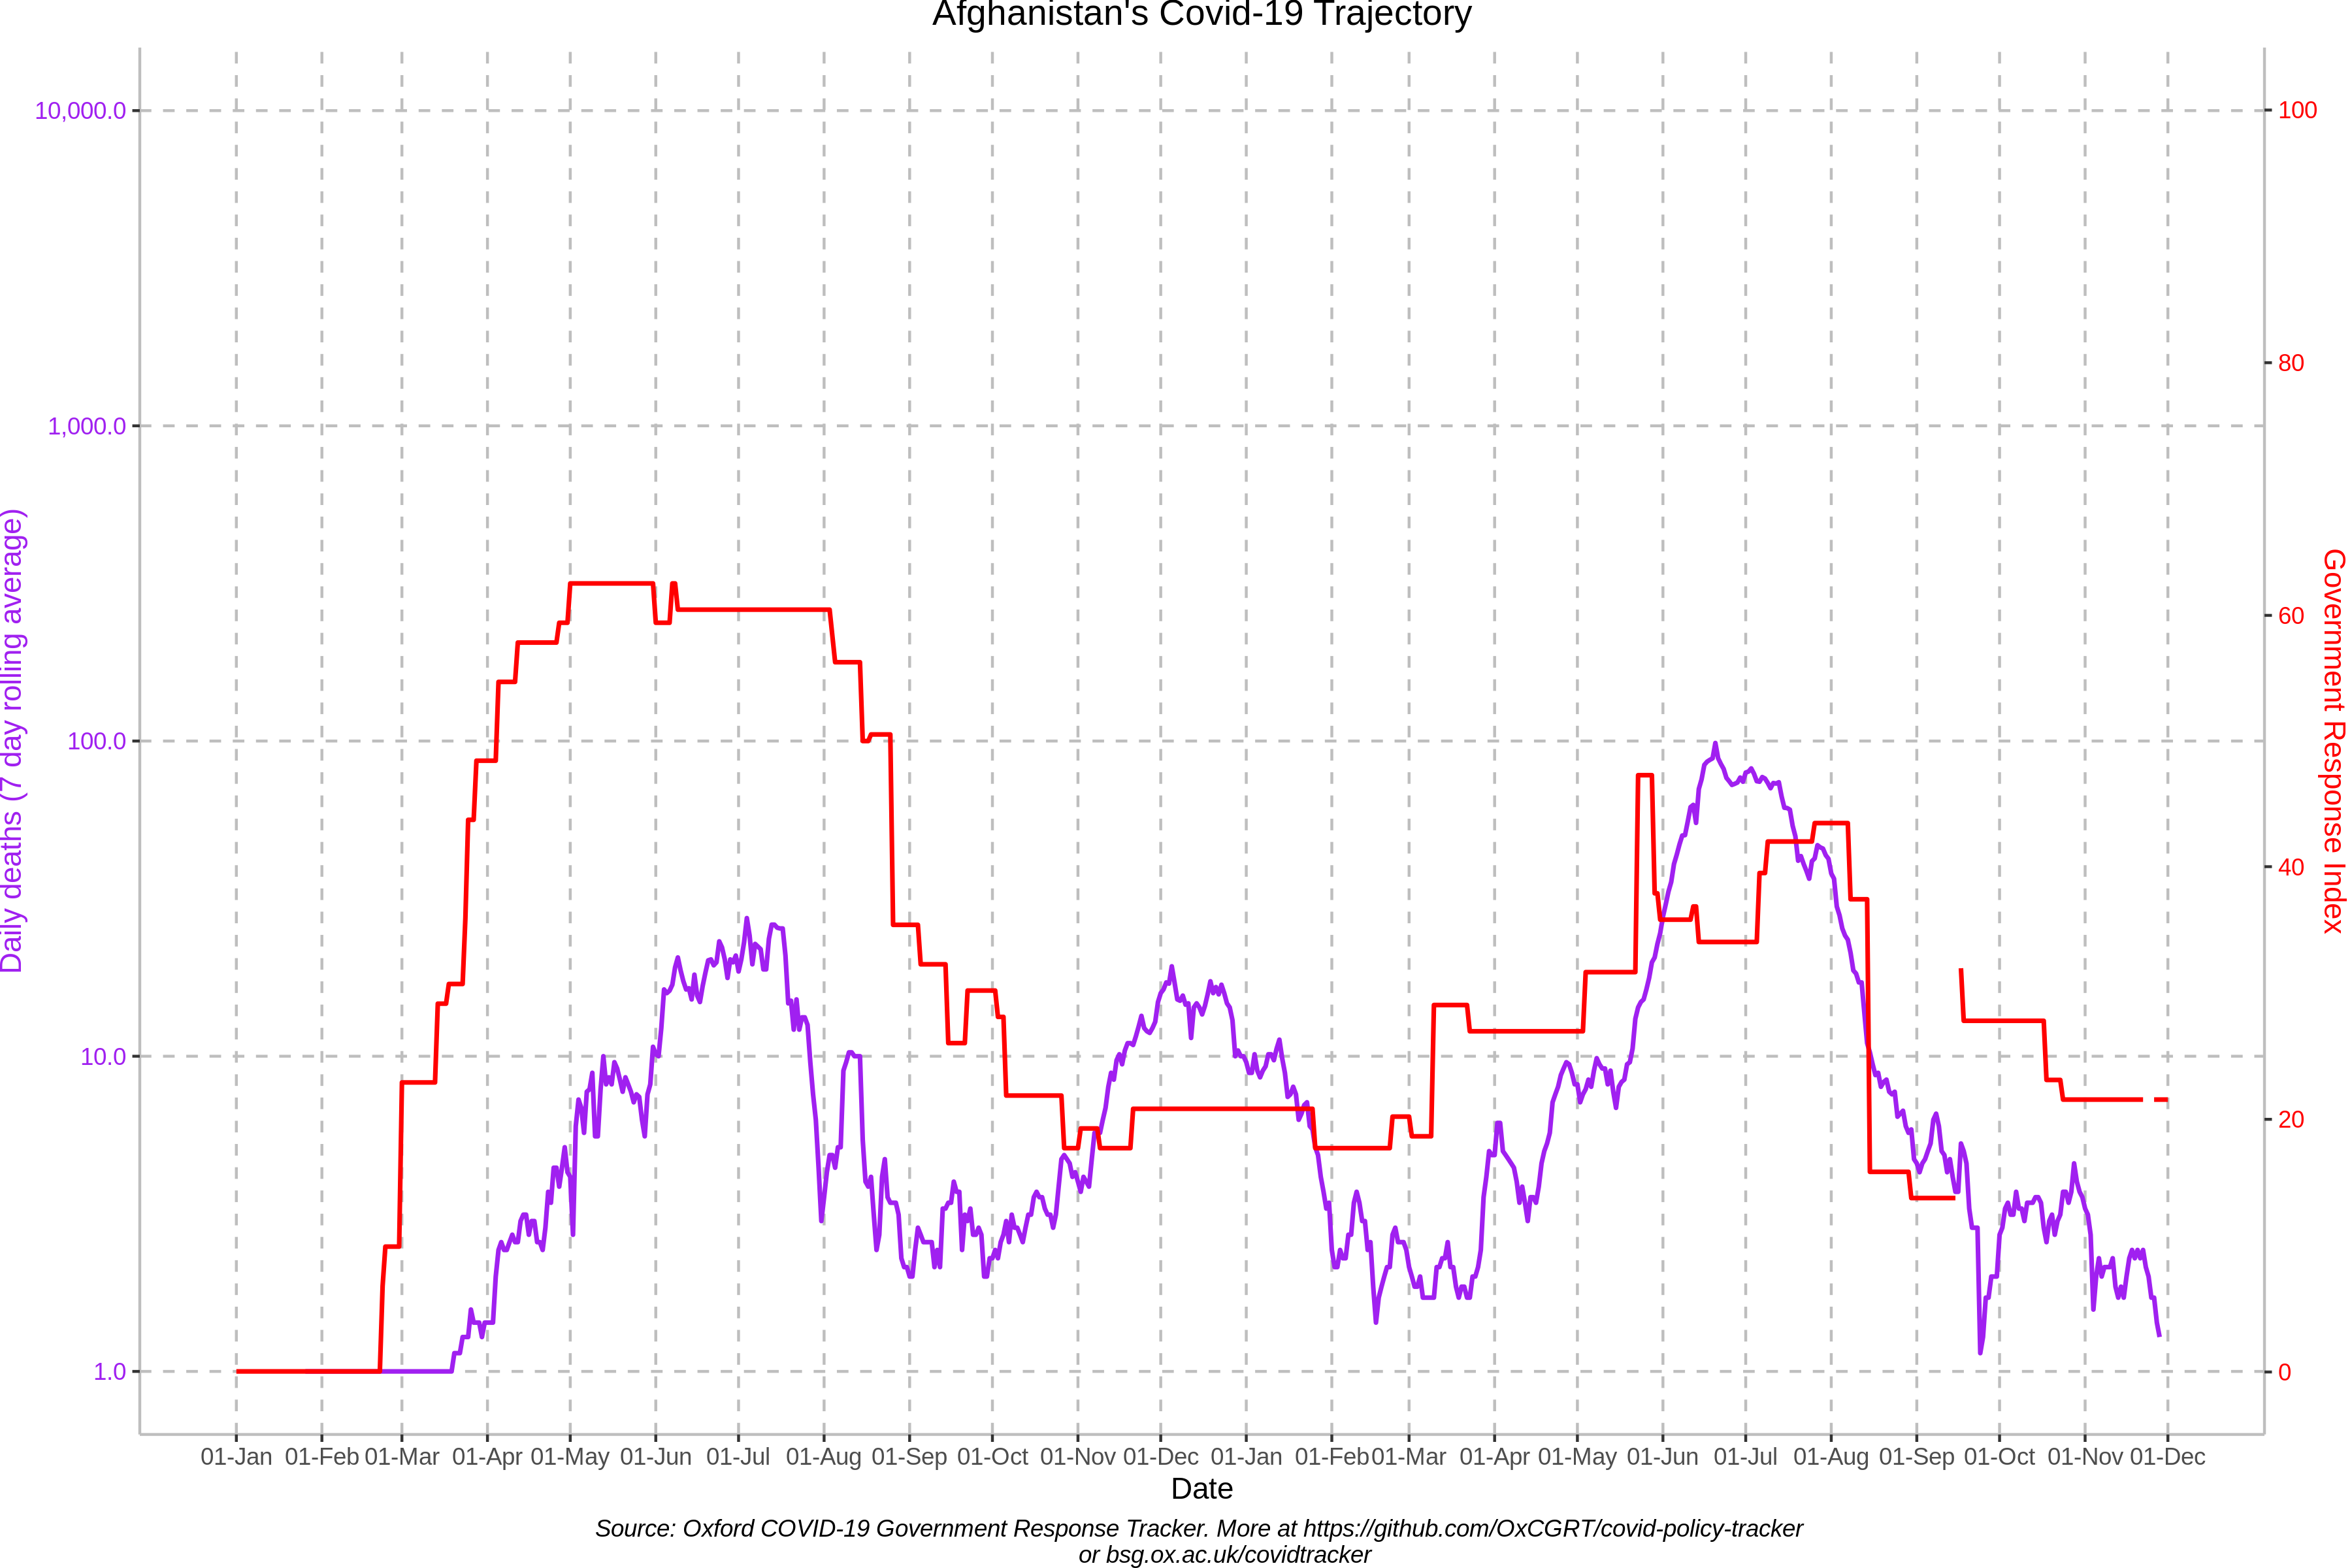 Afghanistan's Covid-19 Trajectory
10,000.0
1,000.0
100.0
10.0
1.0
Daily deaths (7 day rolling average)
100
80
60
40
20
0
Government Response Index
01-Jan 01-Feb 01-Mar 01-Apr 01-May 01-Jun 01-Jul 01-Aug 01-Sep 01-Oct 01-Nov 01-Dec 01-Jan 01-Feb 01-Mar 01-Apr 01-May 01-Jun 01-Jul 01-Aug 01-Sep 01-Oct 01-Nov 01-Dec
Date
Source: Oxford COVID-19 Government Response Tracker. More at https://github.com/OxCGRT/covid-policy-tracker
or bsg.ox.ac.uk/covidtracker